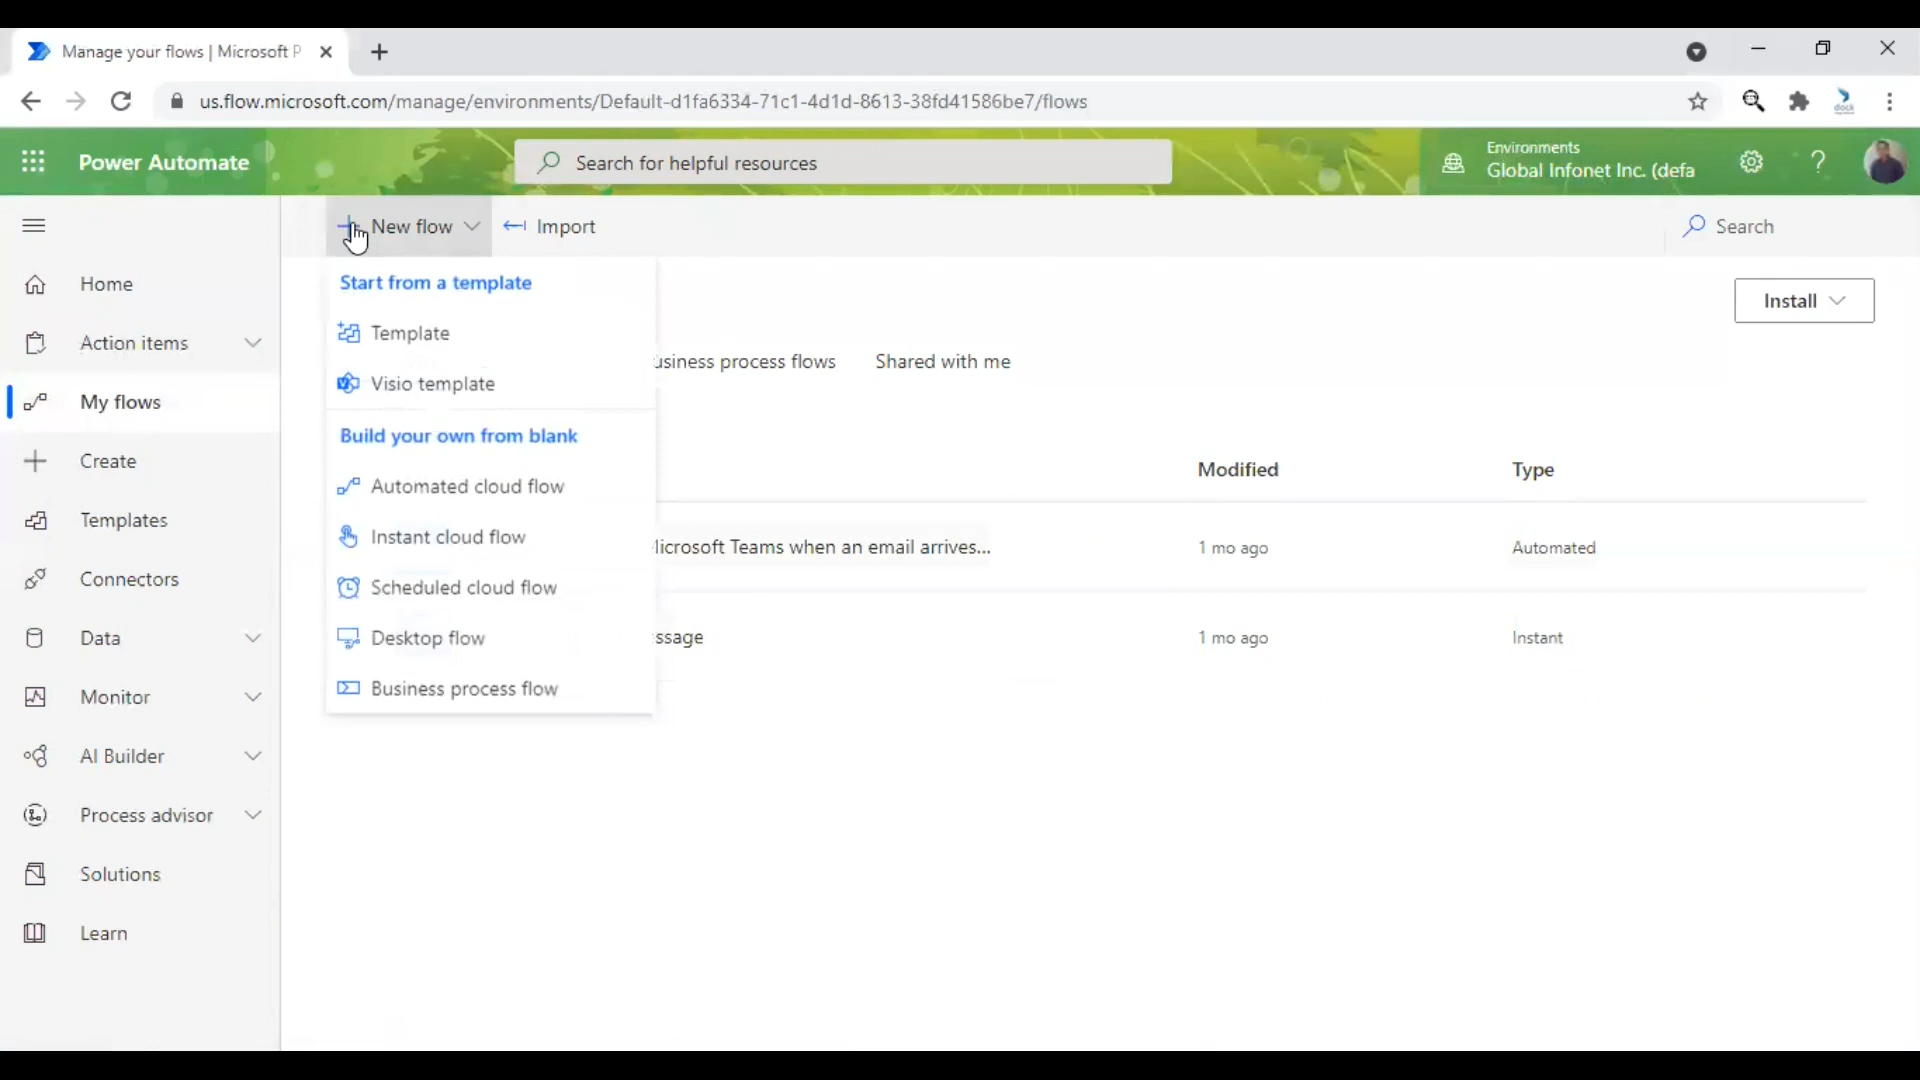 Manage your flows | Microsoft P
us.flow.microsoft.com/manage/environments/Default-d1fa6334-71c1-4d1d-8613-38fd41586be7/flows
dock
Power Automate
Search for helpful resources
Environments
Global Infonet Inc. (defa
?
New flow
Import
Search
Home
Action items
My flows
Create
Templates
Connectors
Data
Monitor
AI Builder
Process advisor
Solutions
Learn
Start from a template
Template
Visio template
Build your own from blank
Automated cloud flow
Instant cloud flow
Scheduled cloud flow
Desktop flow
Business process flow
Install
usiness process flows
Shared with me
Modified
Type
licrosoft Teams when an email arrives...
1 mo ago
Automated
ssage
1 mo ago
Instant